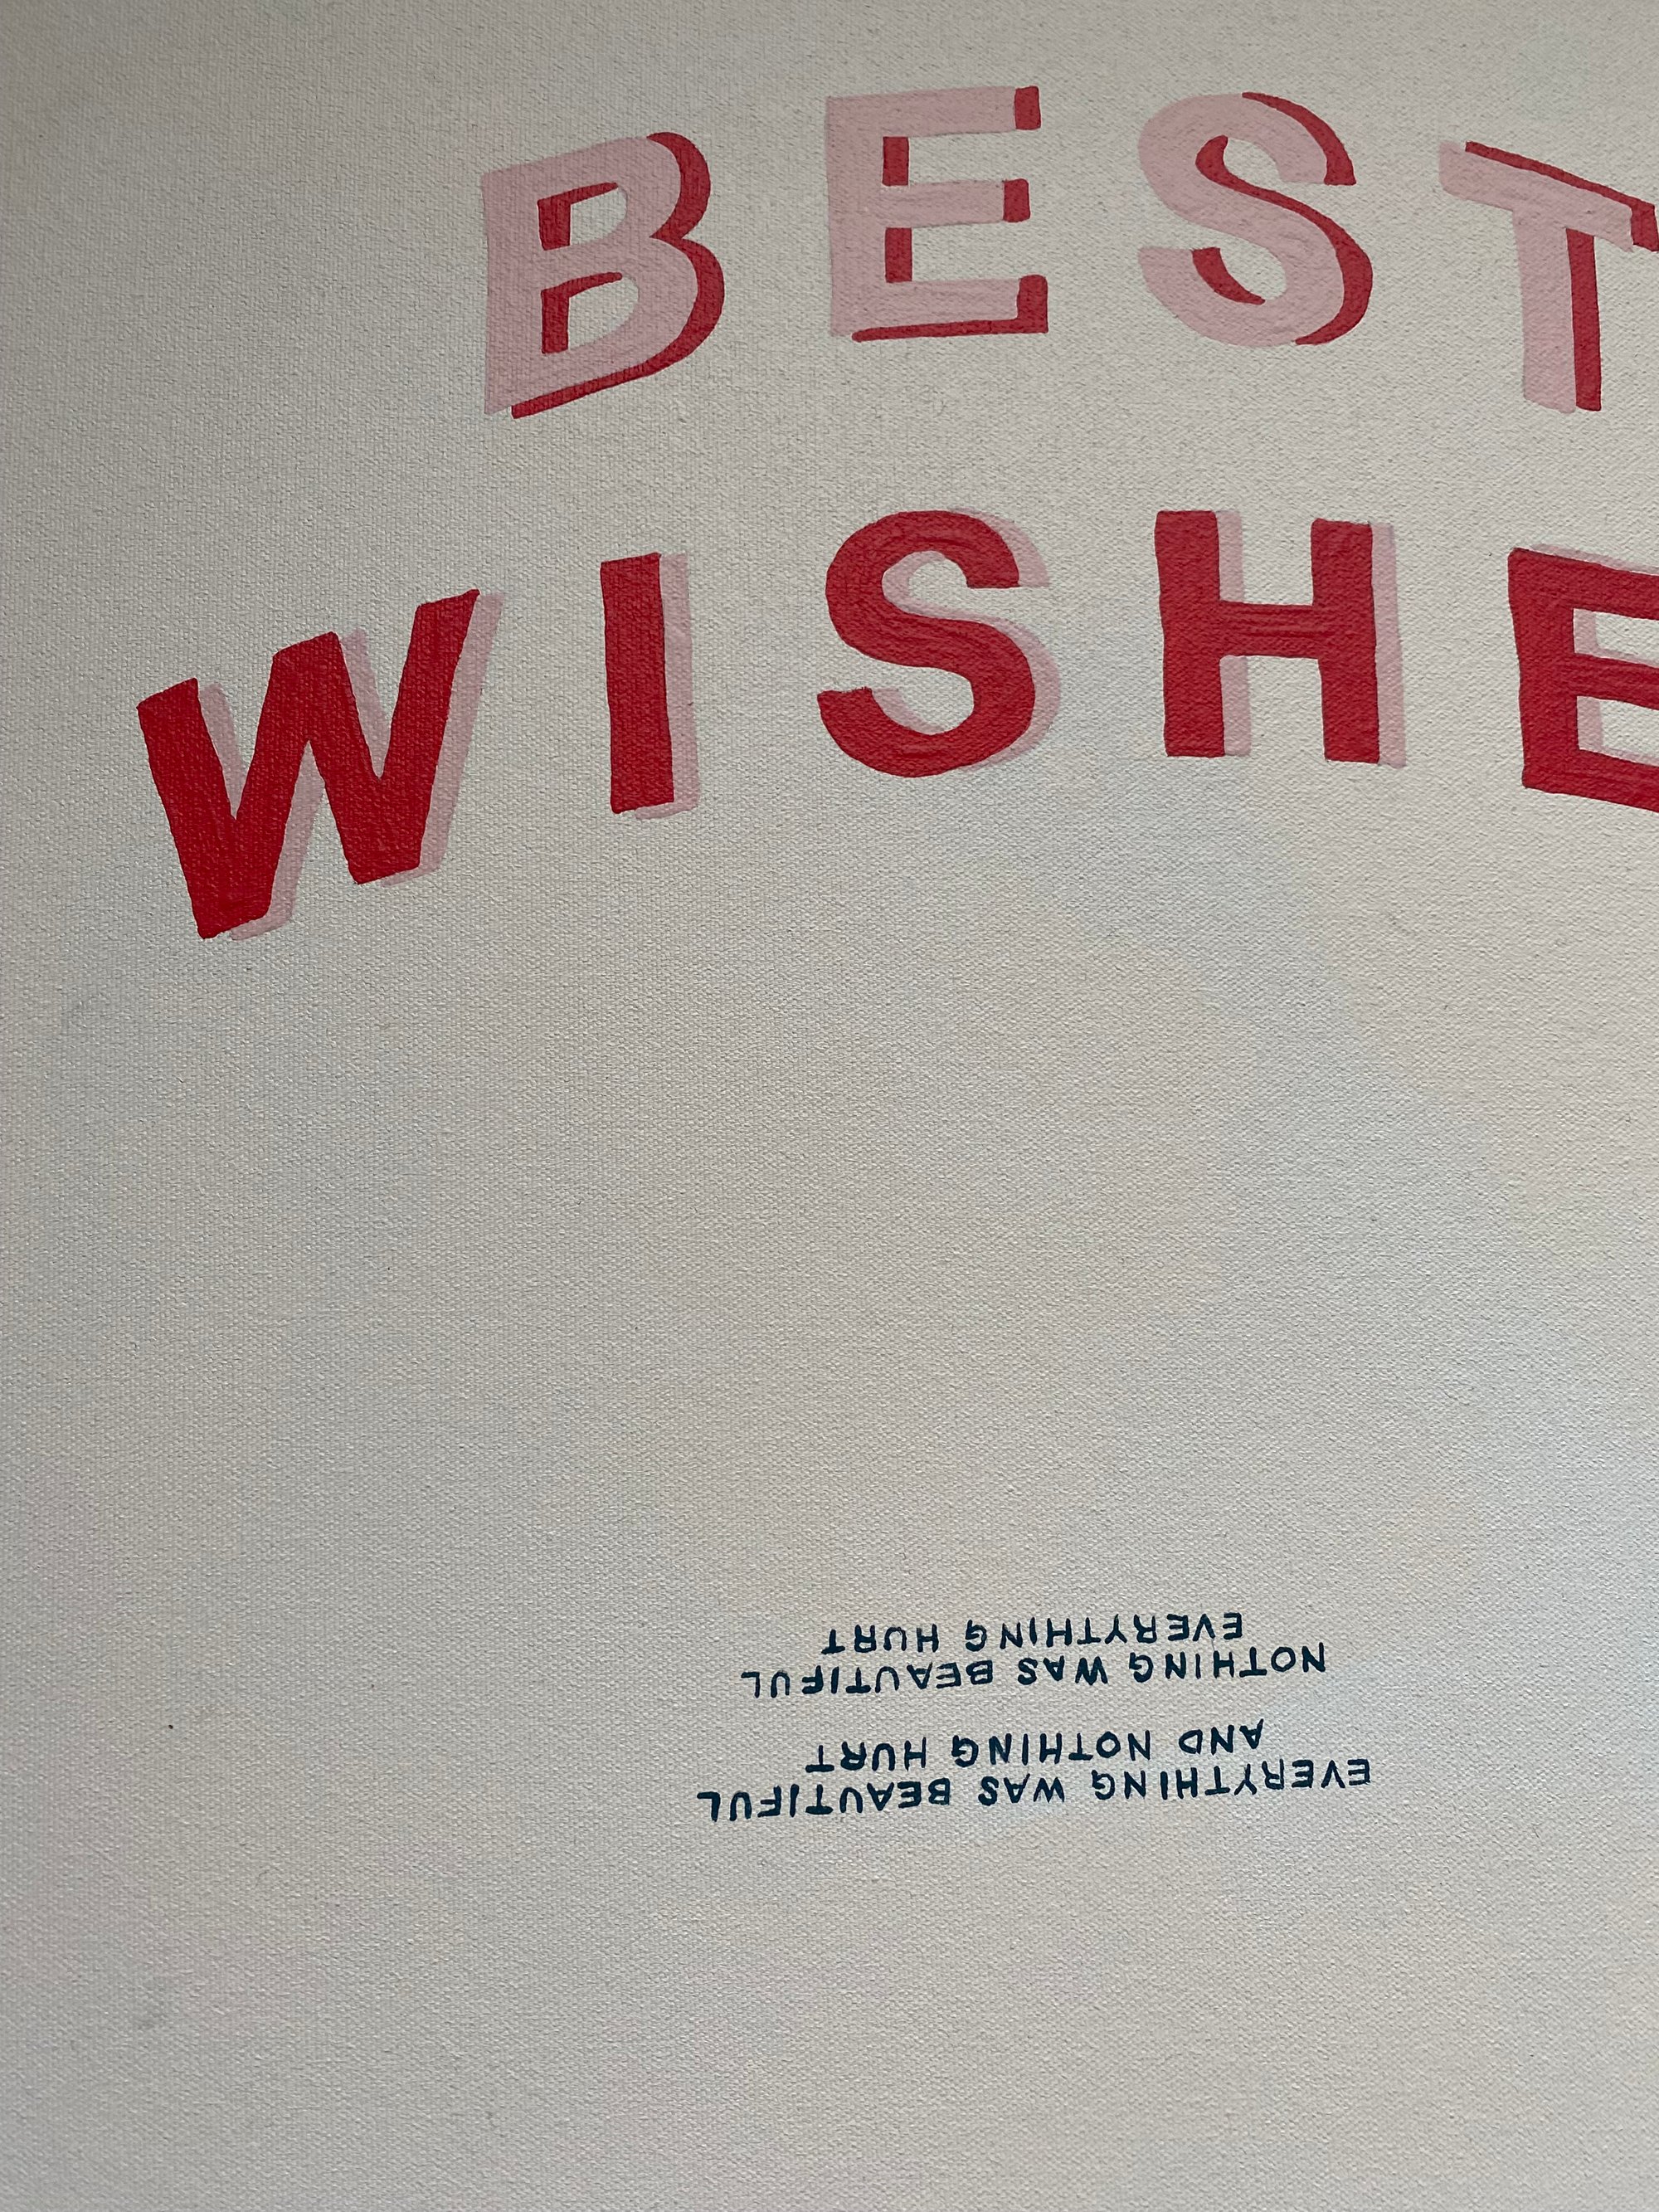 BEST
WISHE
EVERYTHING WAS BEAUTIFUL
AND NOTHING HURT
NOTHING WAS BEAUTIFUL
EVERYTHING HURT